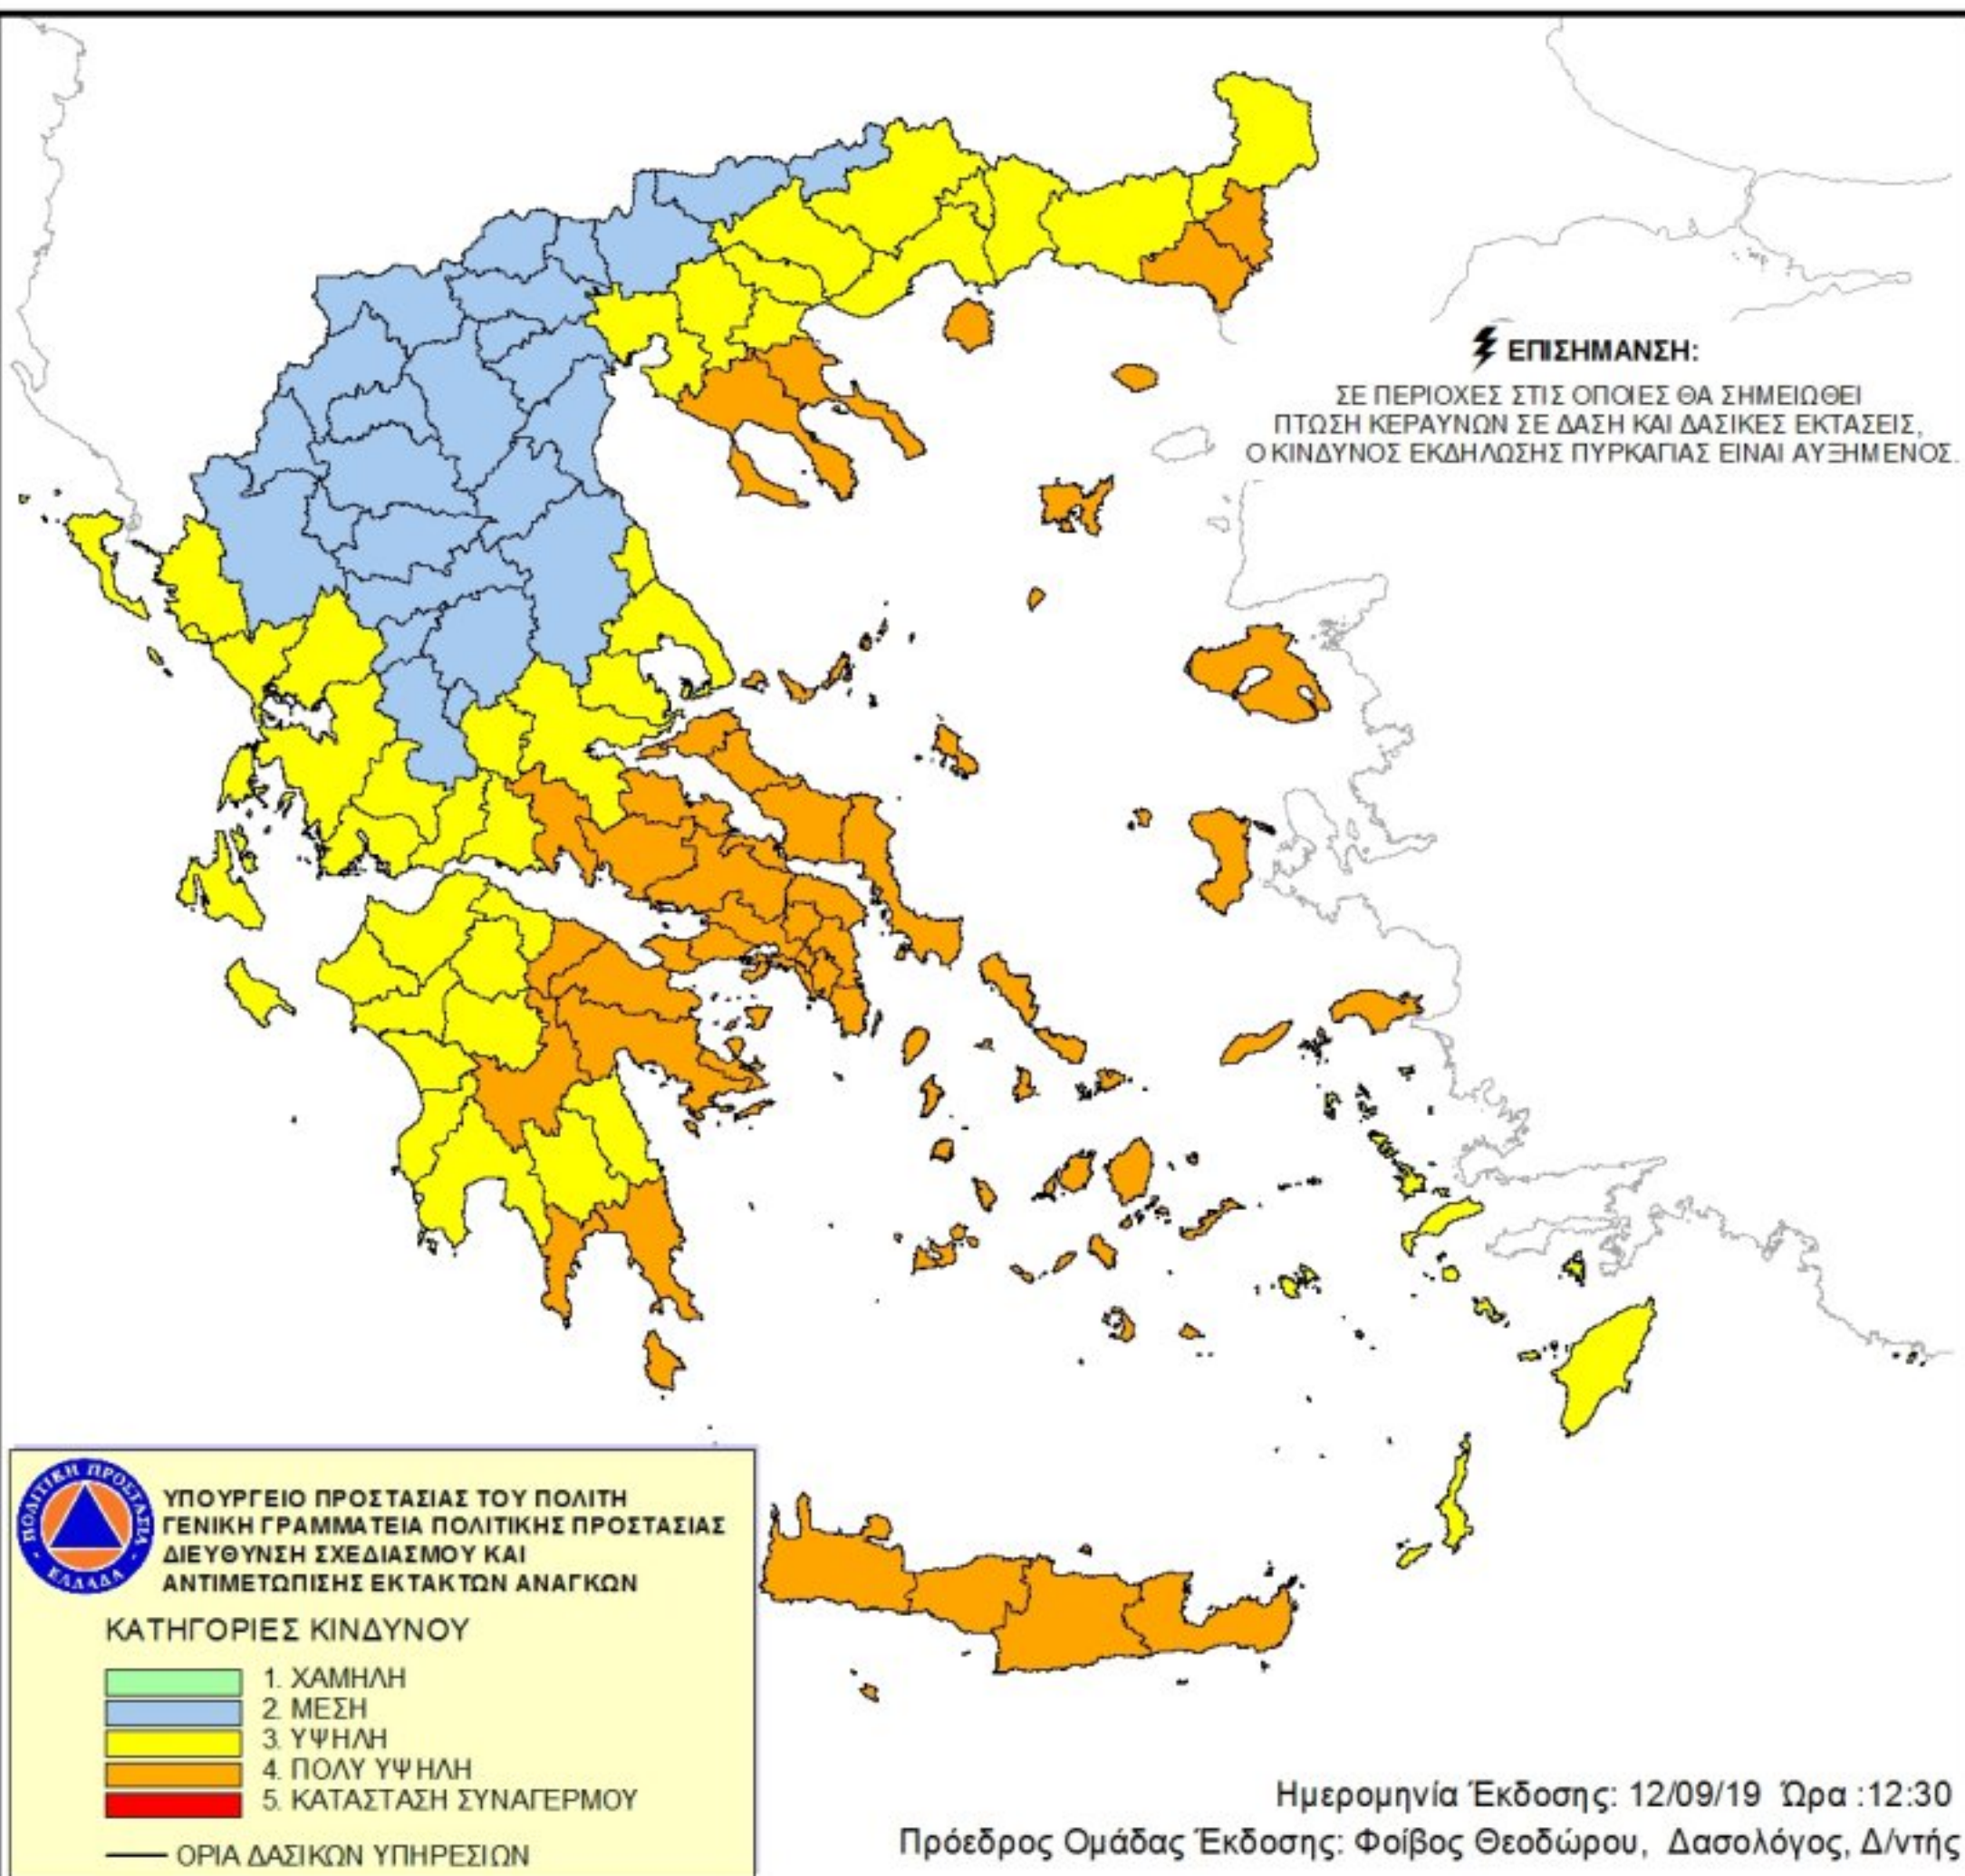 ΕΠΙΣΗΜΑΝΣΗ:
ΣΕ ΠΕΡΙΟΧΕΣ ΣΤΙΣ ΟΠΟΙΕΣ ΘΑ ΣΗΜΕΙΩΘΕΙ
ΠΤΩΣΗ ΚΕΡΑΥΝΩΝ ΣΕ ΔΑΣΗ ΚΑΙ ΔΑΣΙΚΕΣ ΕΚΤΑΣΕΙΣ,
Ο ΚΙΝΔΥΝΟΣ ΕΚΔΗΛΩΣΗΣ ΠΥΡΚΑΓΙΑΣ ΕΙΝΑΙ ΑΥΞΗΜΕΝΟΣ.
ΠΟΛΙΤΙΚΗ ΠΡΟΣΤΑΣΙΑ
ΕΛΛΑΔΑ
ΥΠΟΥΡΓΕΙΟ ΠΡΟΣΤΑΣΙΑΣ ΤΟΥ ΠΟΛΙΤΗ
ΓΕΝΙΚΗ ΓΡΑΜΜΑΤΕΙΑ ΠΟΛΙΤΙΚΗΣ ΠΡΟΣΤΑΣΙΑΣ
ΔΙΕΥΘΥΝΣΗ ΣΧΕΔΙΑΣΜΟΥ ΚΑΙ
ΑΝΤΙΜΕΤΩΠΙΣΗΣ ΕΚΤΑΚΤΩΝ ΑΝΑΓΚΩΝ
ΚΑΤΗΓΟΡΙΕΣ ΚΙΝΔΥΝΟΥ
1. ΧΑΜΗΛΗ
2. ΜΕΣΗ
3. ΥΨΗΛΗ
4. ΠΟΛΥ ΥΨΗΛΗ
5. ΚΑΤΑΣΤΑΣΗ ΣΥΝΑΓΕΡΜΟΥ
ΟΡΙΑ ΔΑΣΙΚΩΝ ΥΠΗΡΕΣΙΩΝ
Ημερομηνία Έκδοσης: 12/09/19 Ώρα :12:30
Πρόεδρος Ομάδας Έκδοσης: Φοίβος Θεοδώρου, Δασολόγος, Δ/ντής